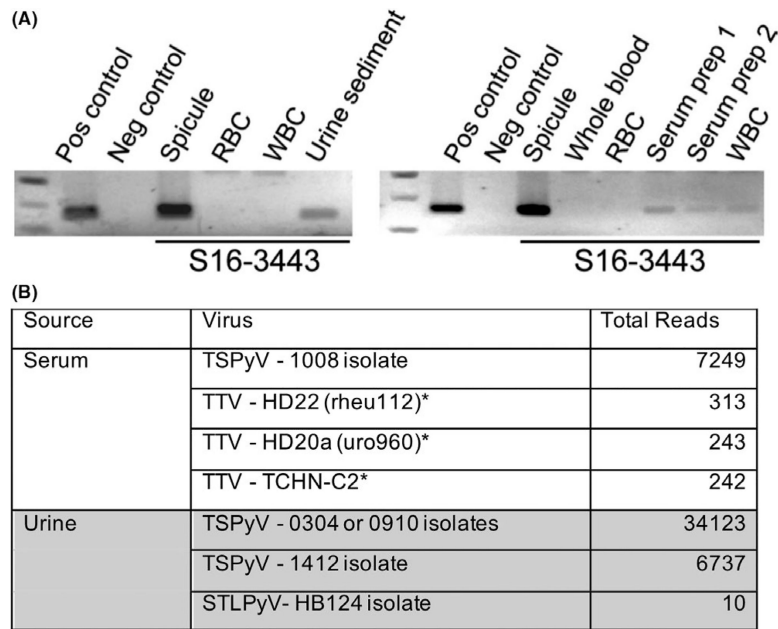 (A)
Pos control
Neg control
Spicule
RBC
WBC
Urine sediment
S16-3443
Pos control
Neg control
Spicule
Whole blood
RBC
Serum prep 1
Serum prep 2
WBC
S16-3443
(B)
Source Virus Total Reads
Serum TSPyV - 1008 isolate 7249
TTV - HD22 (rheu112)* 313
TTV - HD20a (uro960)* 243
TTV - TCHN-C2* 242
Urine TSPyV - 0304 or 0910 isolates 34123
TSPyV - 1412 isolate 6737
STLPyV- HB124 isolate 10